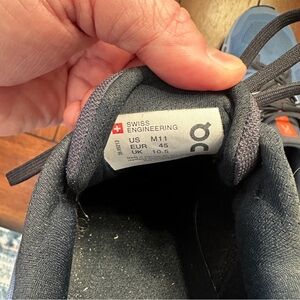 SWISS
ENGINEERING
US M11
EUR 45
UK 10.5